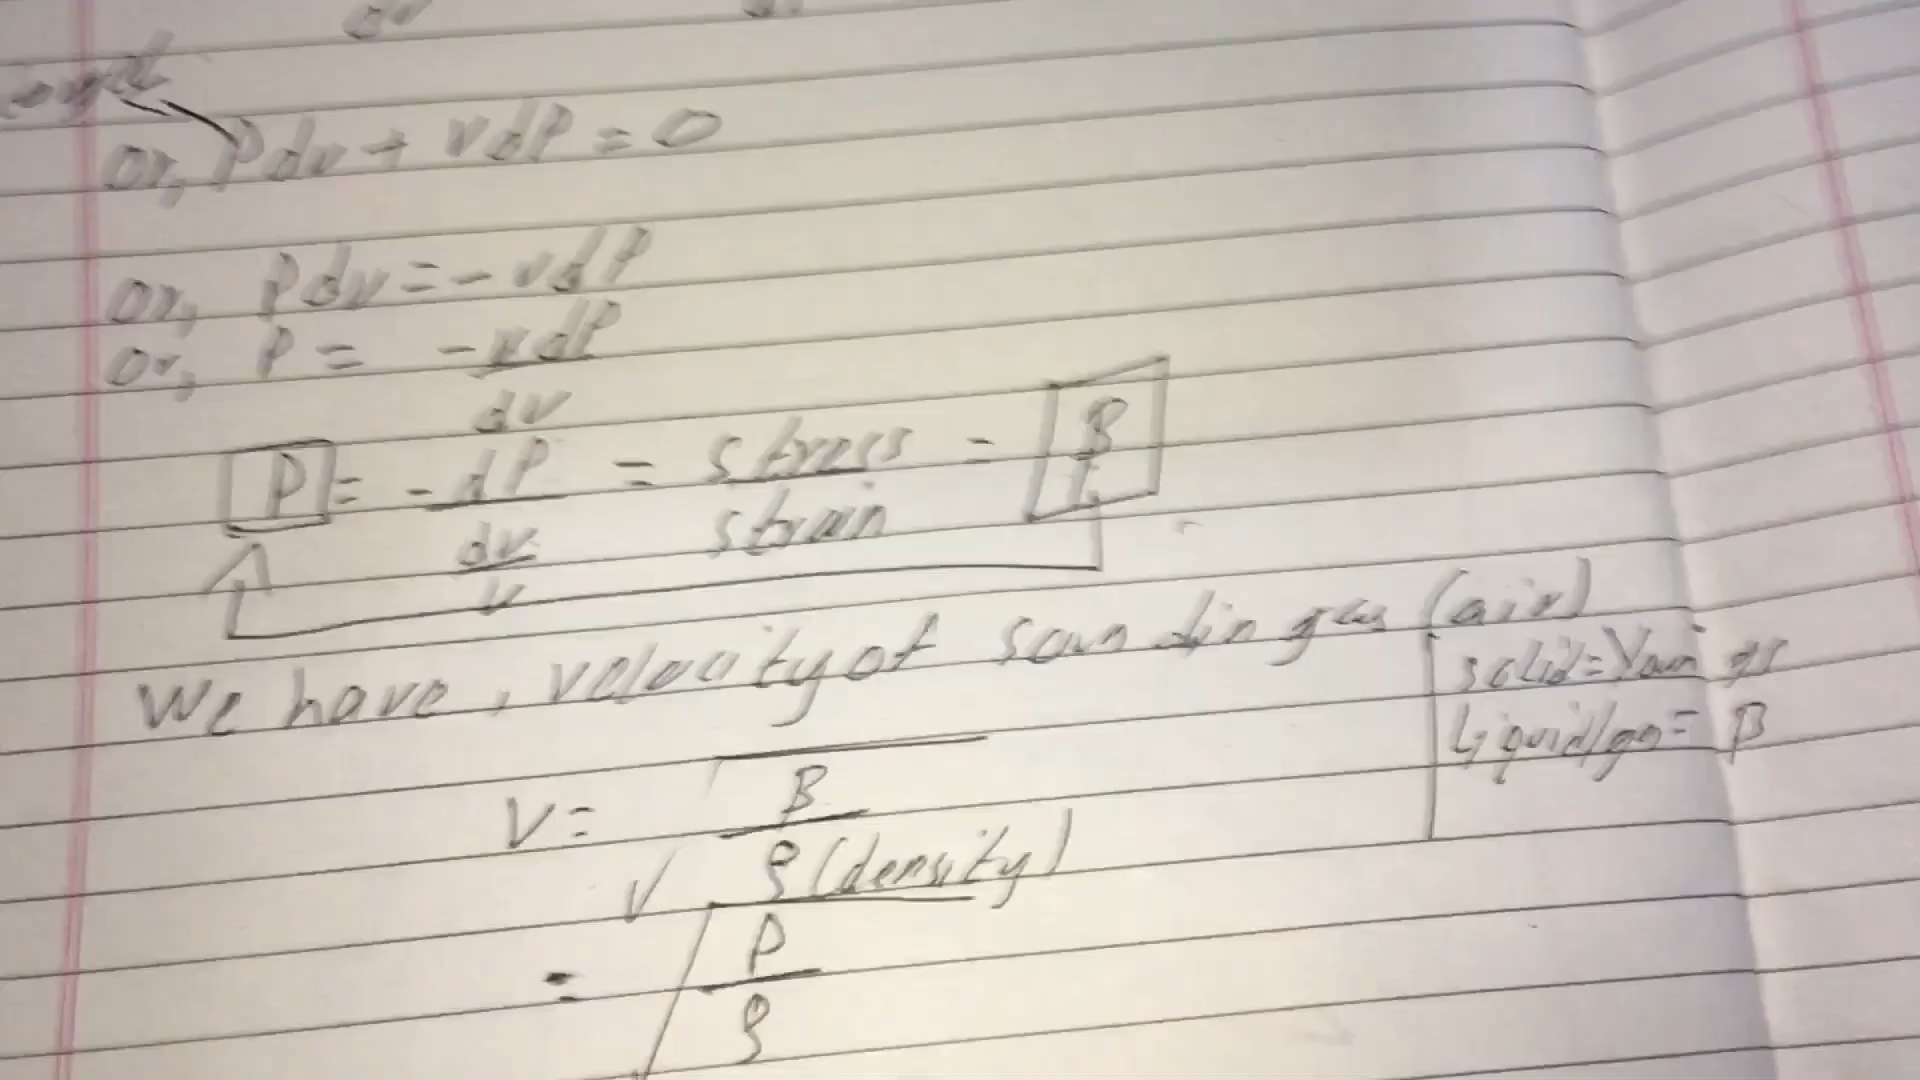 or, Pdv + vdP = 0
or, Pdv = - vdP
or, P = - vdP
dv
P = - dP = stress = B
dv strain
v
We have, velocity of sound in gas (air)
solid = 
Liquid/gas = B
V = √ B
ρ (density)
= √ P
ρ